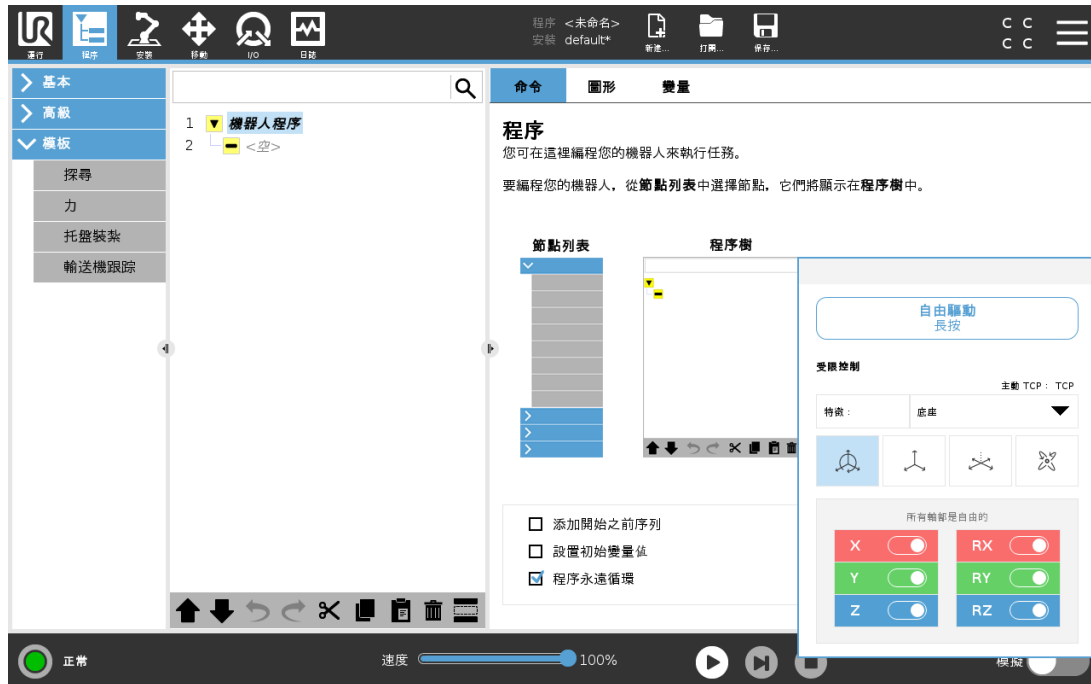 運行
程序
安裝
移動
I/O
日誌
程序 <未命名>
安裝 default*
新建...
打開...
保存...
C C
C C
基本
高級
模板
探尋
力
托盤裝紮
輸送機跟踪
1 機器人程序
2 <空>
命令 圖形 變量
程序
您可在這裡編程您的機器人來執行任務。
要編程您的機器人，從節點列表中選擇節點，它們將顯示在程序樹中。
節點列表
程序樹
添加開始之前序列
設置初始變量值
程序永遠循環
自由驅動
長按
受限控制
主動 TCP： TCP
特徵：
底座
所有軸都是自由的
X RX
Y RY
Z RZ
正常
速度
100%
模擬